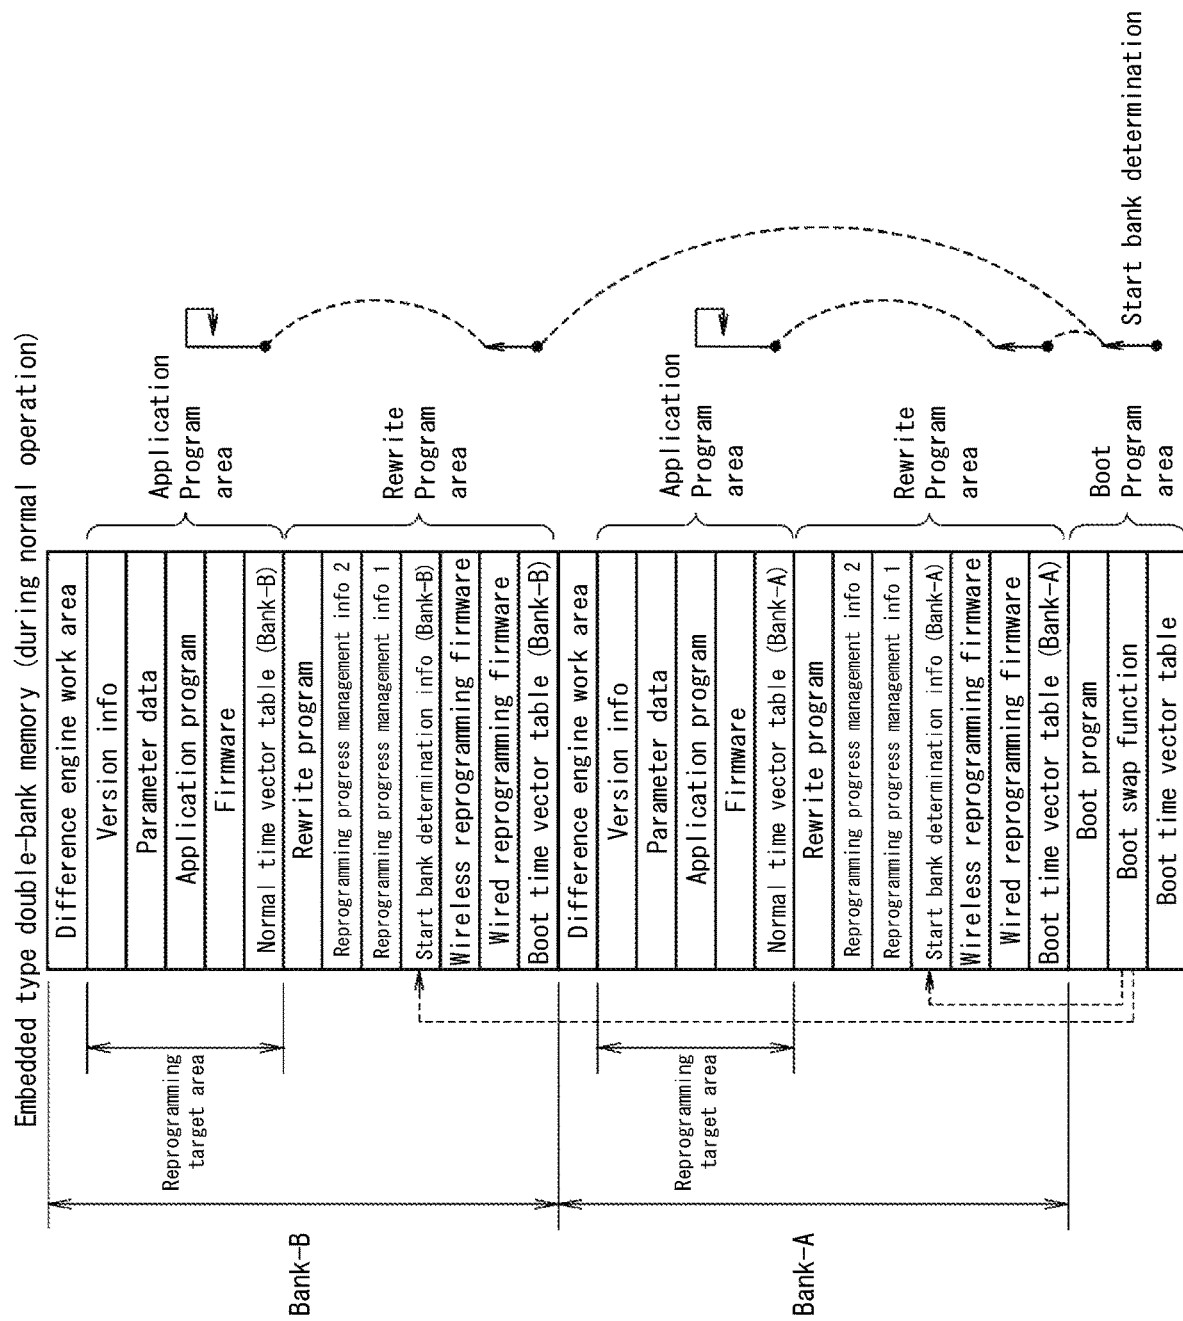 Embedded type double-bank memory (during normal operation)
Bank-B
Reprogramming
target area
Difference engine work area
Version info
Parameter data
Application program
Firmware
Normal time vector table (Bank-B)
Rewrite program
Reprogramming progress management info 2
Reprogramming progress management info 1
Start bank determination info (Bank-B)
Wireless reprogramming firmware
Wired reprogramming firmware
Boot time vector table (Bank-B)
Application
Program
area
Rewrite
Program
area
Bank-A
Reprogramming
target area
Difference engine work area
Version info
Parameter data
Application program
Firmware
Normal time vector table (Bank-A)
Rewrite program
Reprogramming progress management info 2
Reprogramming progress management info 1
Start bank determination info (Bank-A)
Wireless reprogramming firmware
Wired reprogramming firmware
Boot time vector table (Bank-A)
Application
Program
area
Rewrite
Program
area
Boot program
Boot swap function
Boot time vector table
Boot
Program
area
Start bank determination